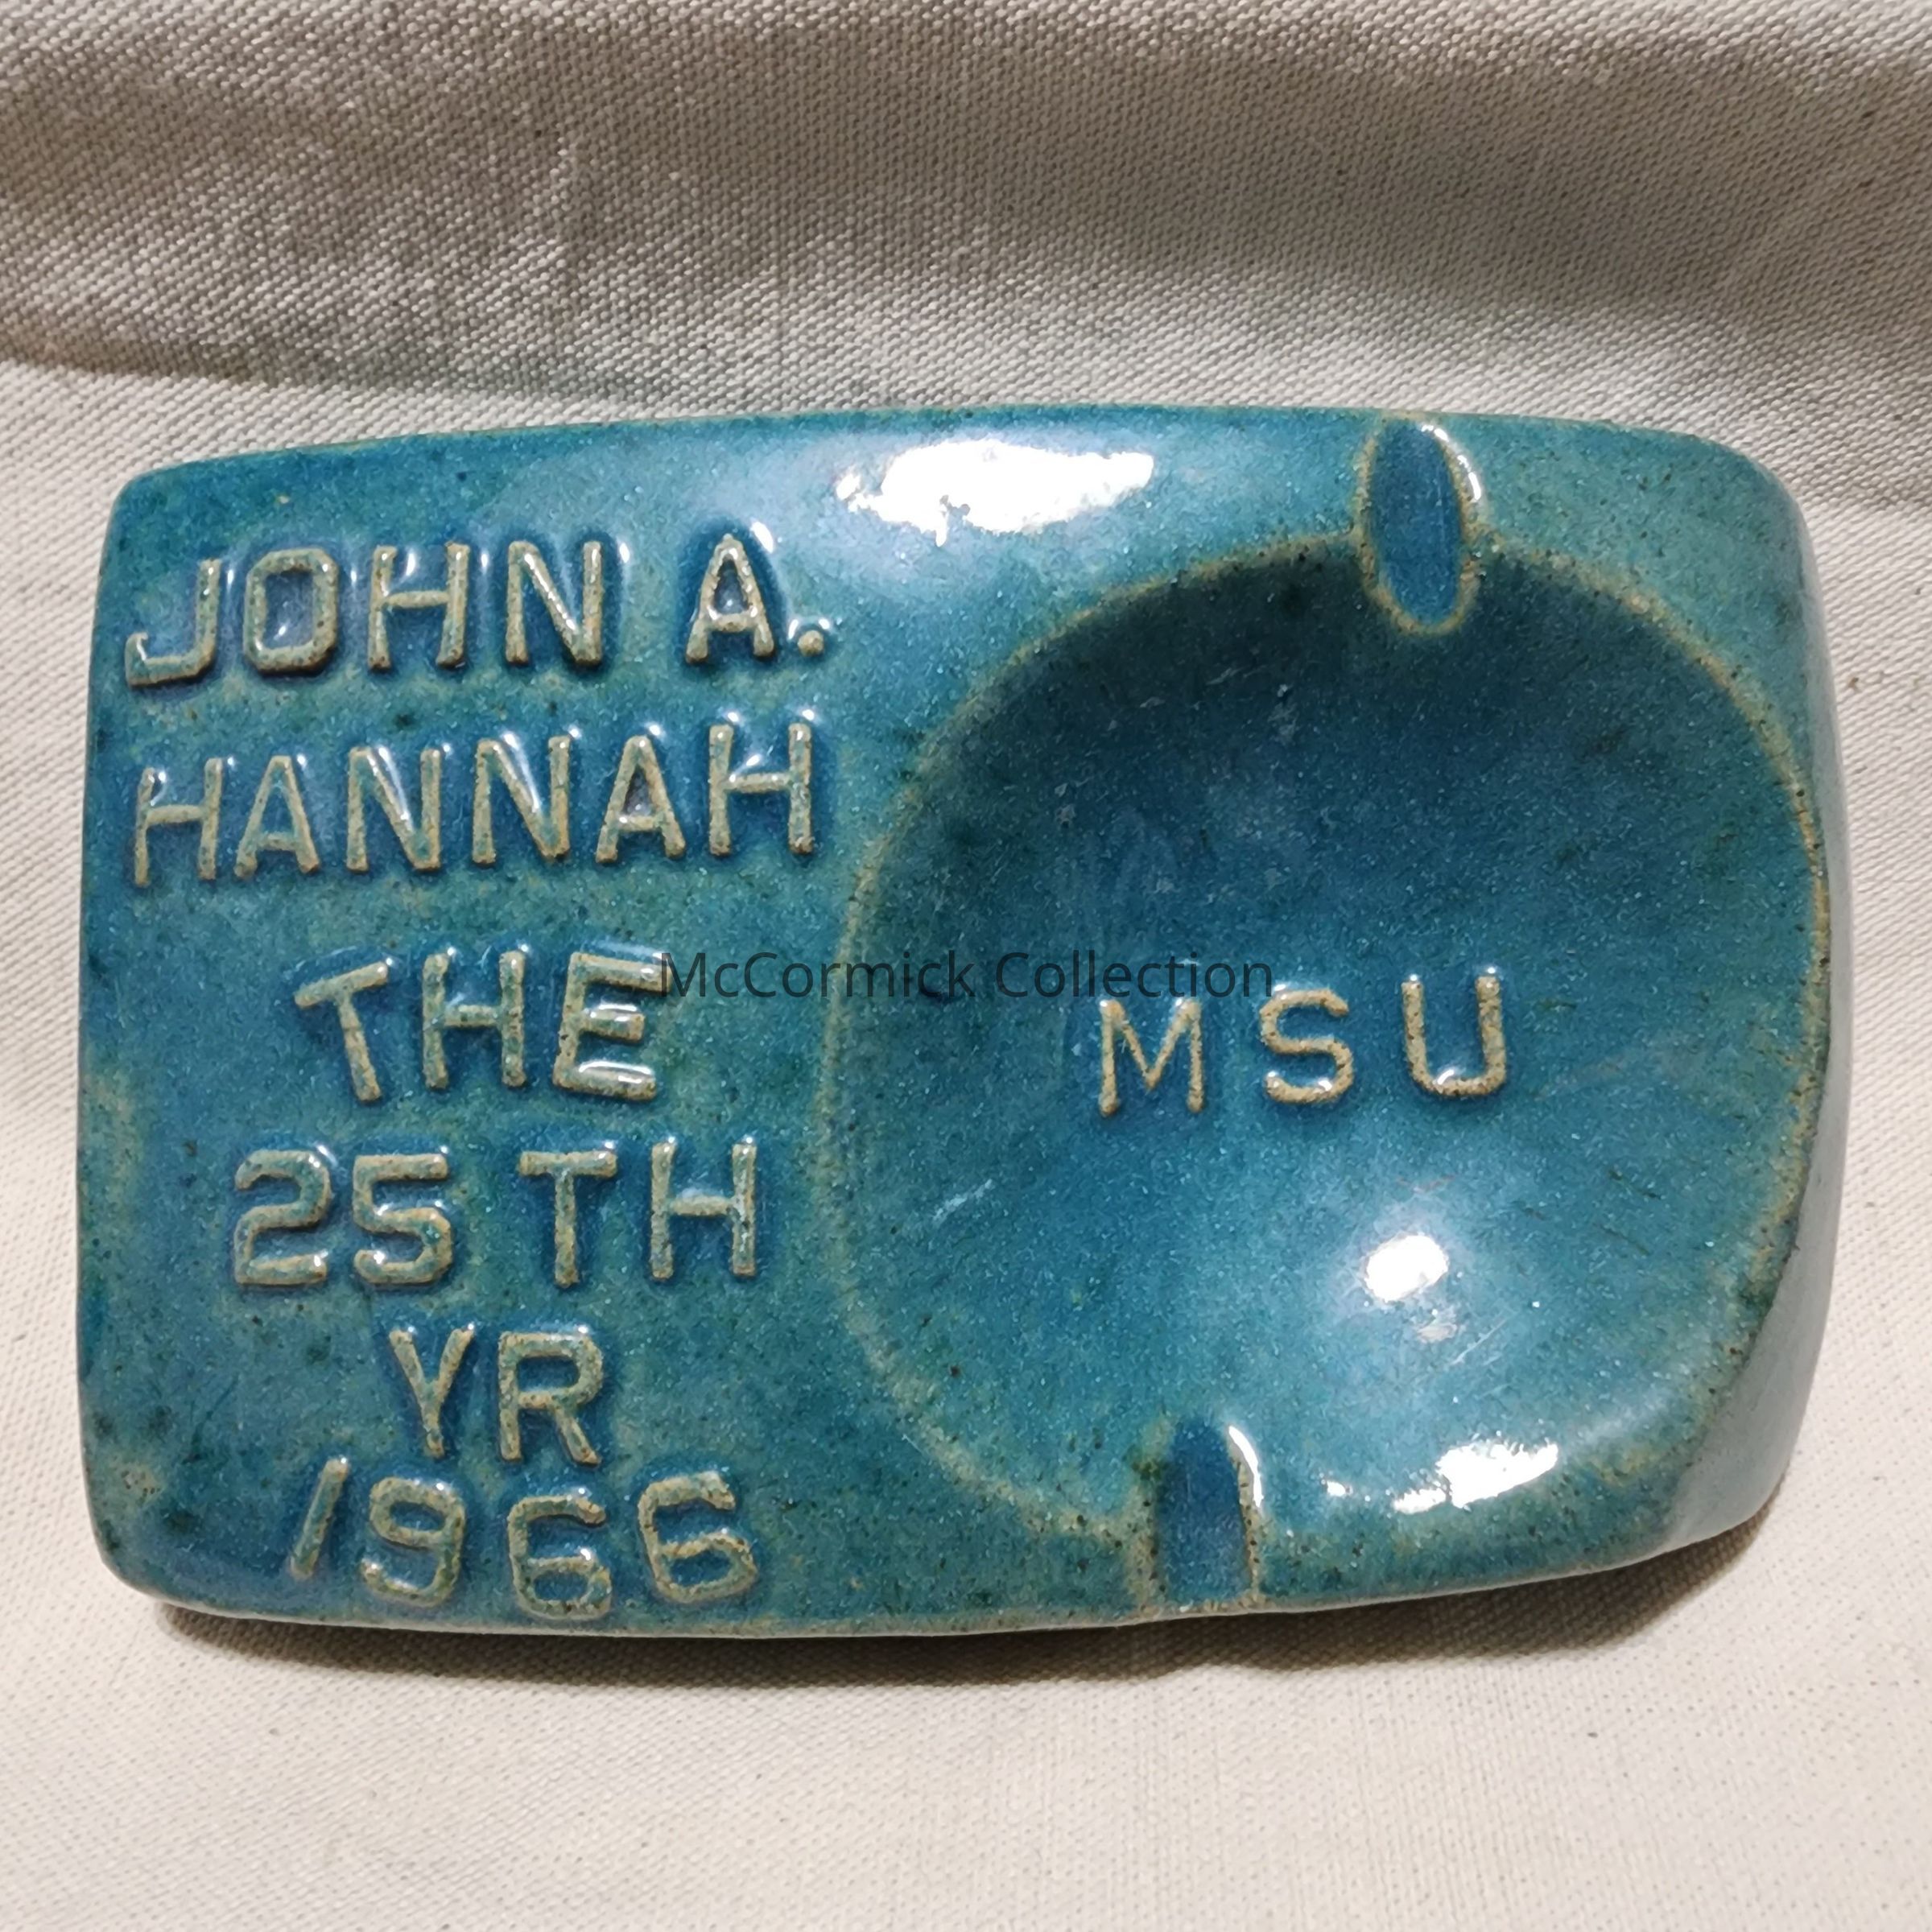 JOHN A.
HANNAH
THE
25 TH
YR
1966
MSU
McCormick Collection